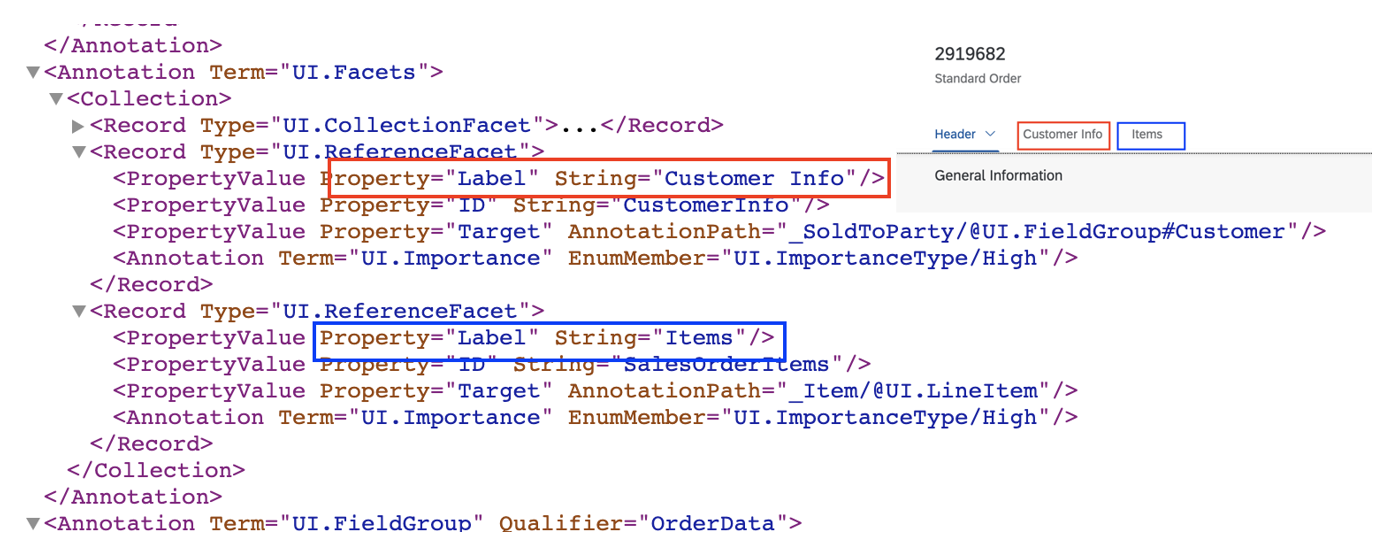 </Annotation>
<Annotation Term="UI.Facets">
<Collection>
<Record Type="UI.CollectionFacet">...</Record>
<Record Type="UI.ReferenceFacet">
<PropertyValue Property="Label" String="Customer Info"/>
<PropertyValue Property="ID" String="CustomerInfo"/>
<PropertyValue Property="Target" AnnotationPath="_SoldToParty/@UI.FieldGroup#Customer"/>
<Annotation Term="UI.Importance" EnumMember="UI.ImportanceType/High"/>
</Record>
<Record Type="UI.ReferenceFacet">
<PropertyValue Property="Label" String="Items"/>
<PropertyValue Property="ID" String="SalesOrderItems"/>
<PropertyValue Property="Target" AnnotationPath="_Item/@UI.LineItem"/>
<Annotation Term="UI.Importance" EnumMember="UI.ImportanceType/High"/>
</Record>
</Collection>
</Annotation>
<Annotation Term="UI.FieldGroup" Qualifier="OrderData">
2919682
Standard Order
Header Customer Info Items
General Information